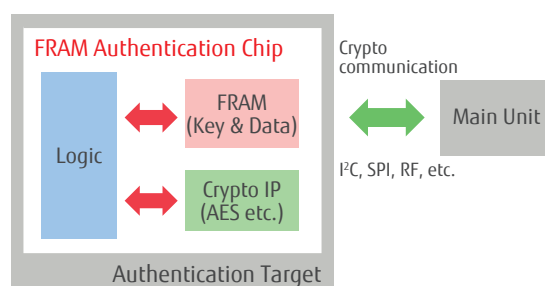 FRAM Authentication Chip
Logic
FRAM
(Key & Data)
Crypto IP
(AES etc.)
Authentication Target
Crypto
communication
I²C, SPI, RF, etc.
Main Unit